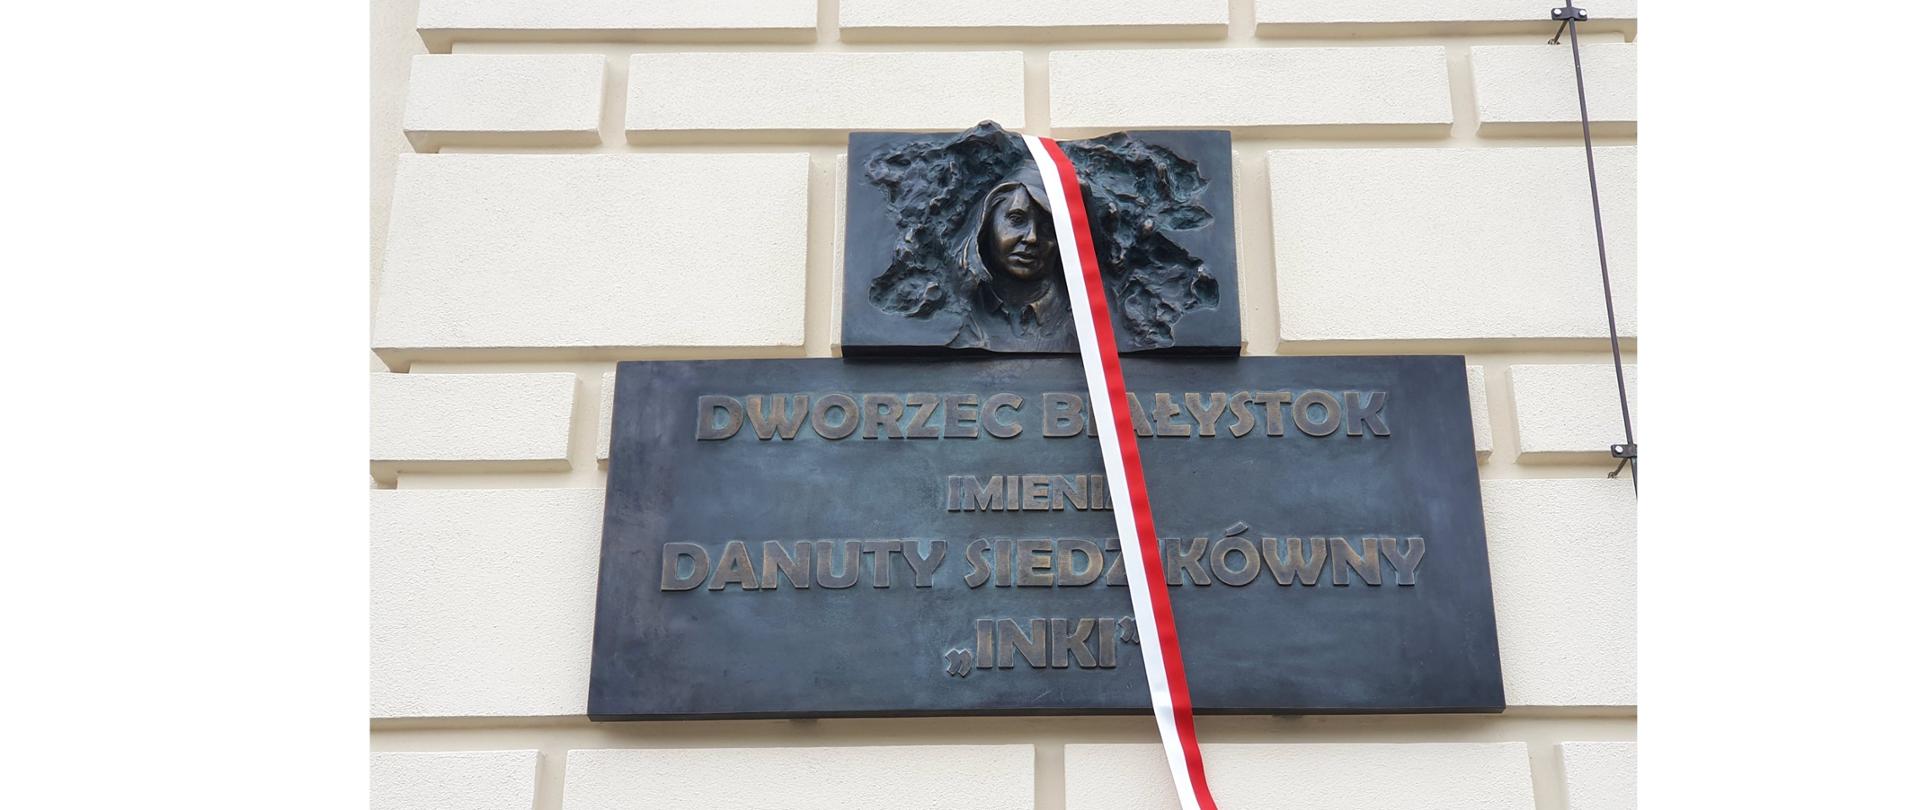 DWORZEC BIAŁYSTOK
IMIENIA
DANUTY SIEDZIKÓWNY
„INKI”